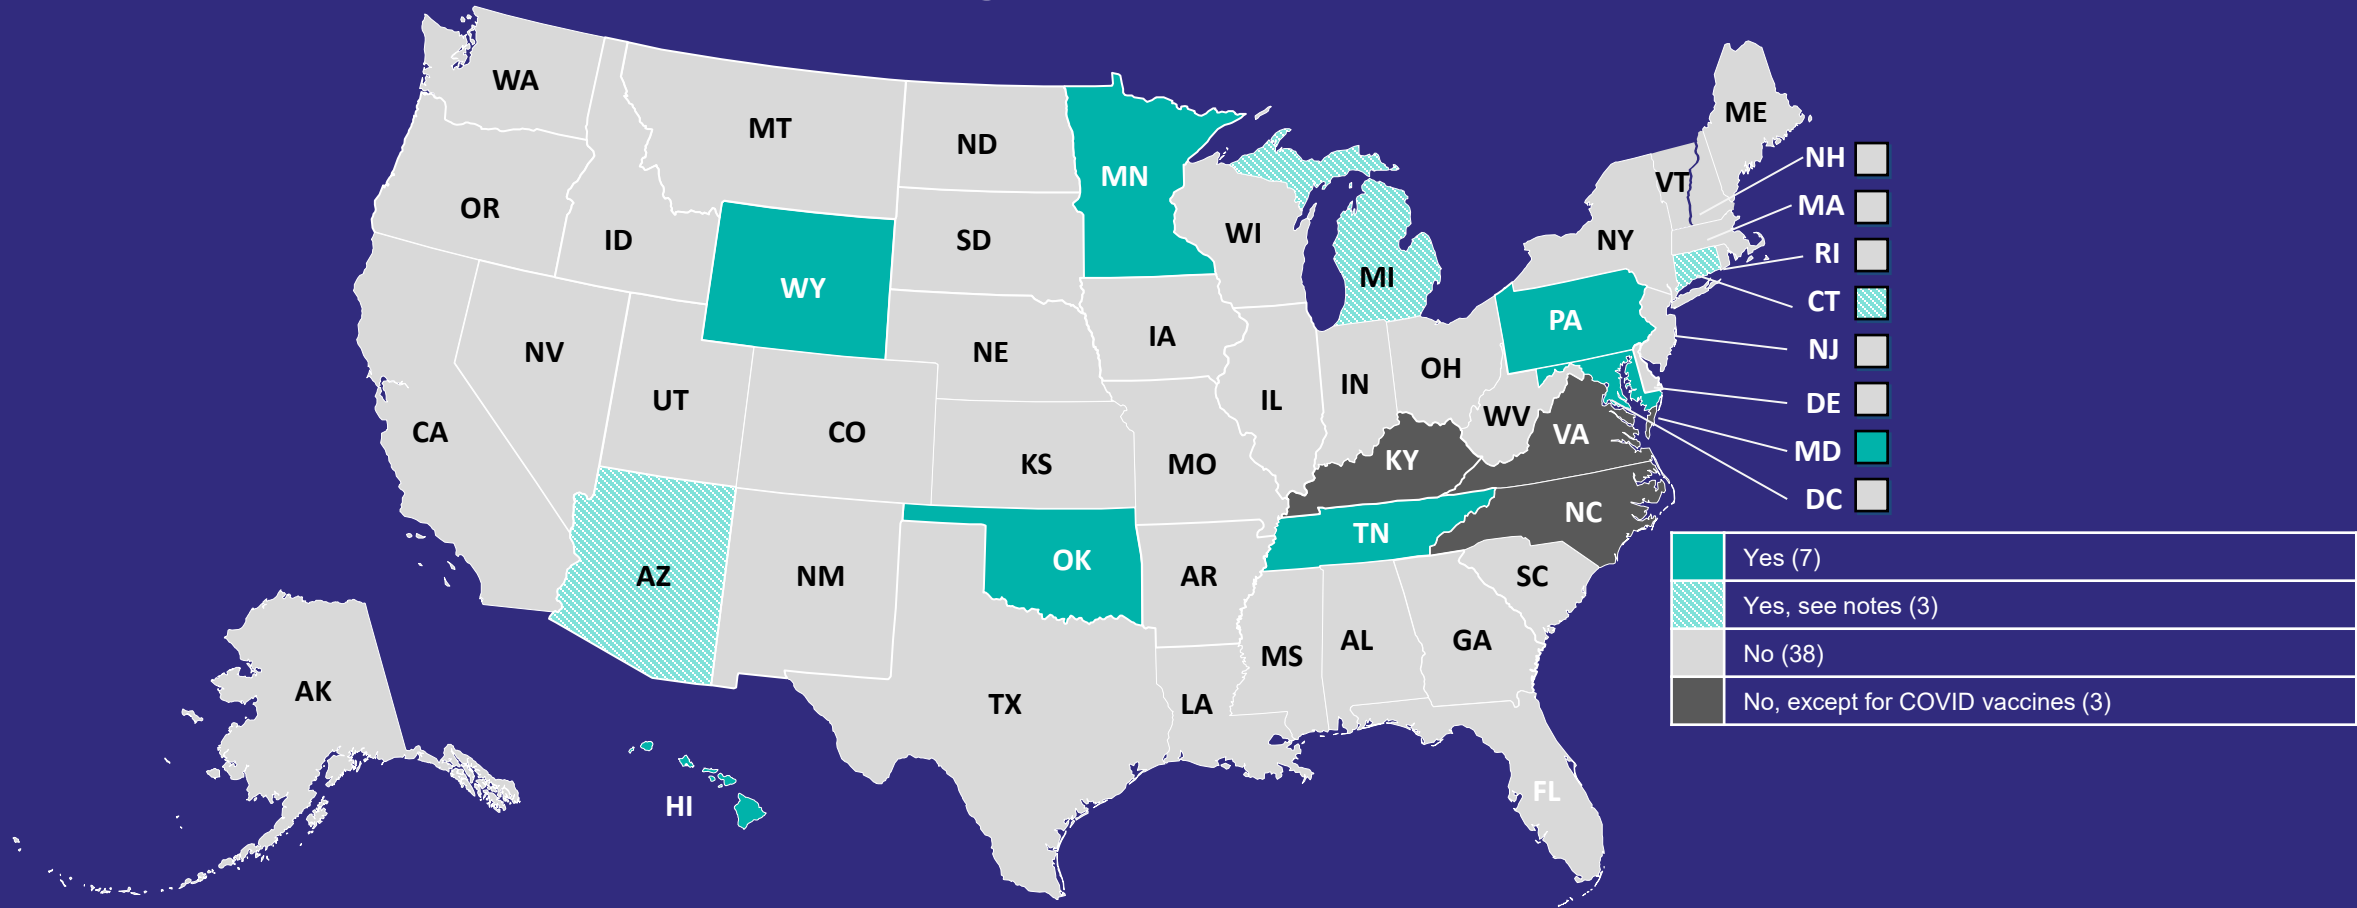 WA
MT
ND
MN
ME
NH
OR
ID
WY
SD
WI
MI
VT
NY
MA
RI
CT
NV
UT
CO
NE
IA
IL
IN
OH
PA
NJ
DE
CA
KS
MO
KY
WV
VA
MD
DC
AZ
NM
OK
AR
TN
NC
SC
TX
LA
MS
AL
GA
FL
AK
HI
Yes (7)
Yes, see notes (3)
No (38)
No, except for COVID vaccines (3)